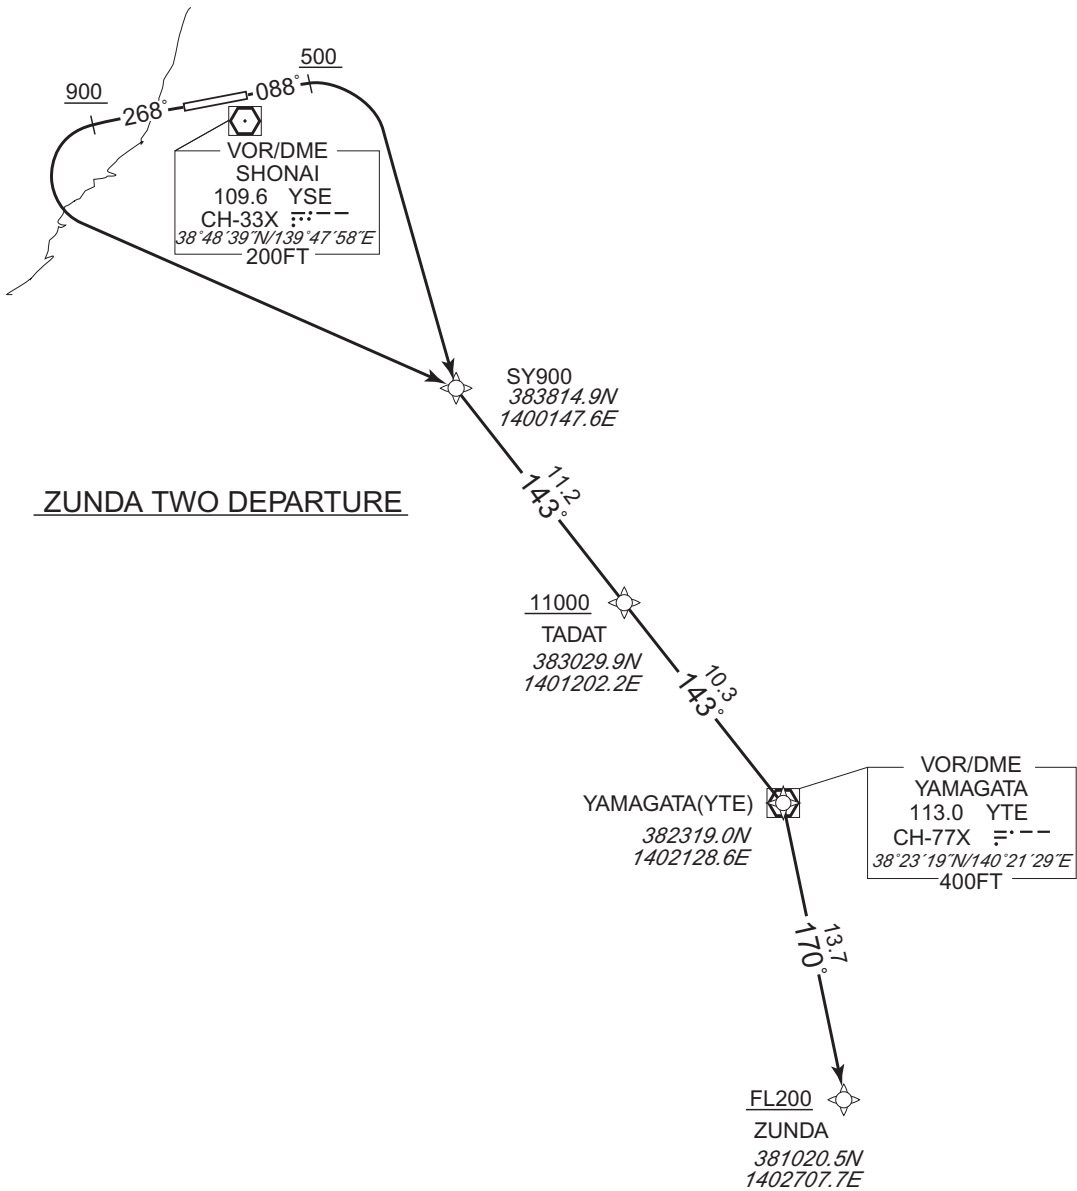 500
900
268°
088°
VOR/DME
SHONAI
109.6 YSE
CH-33X
38°48´39˝N/139°47´58˝E
200FT
SY900
383814.9N
1400147.6E
11.2
143°
ZUNDA TWO DEPARTURE
11000
TADAT
383029.9N
1401202.2E
10.3
143°
VOR/DME
YAMAGATA
113.0 YTE
CH-77X
38°23´19˝N/140°21´29˝E
400FT
YAMAGATA(YTE)
382319.0N
1402128.6E
13.7
170°
FL200
ZUNDA
381020.5N
1402707.7E